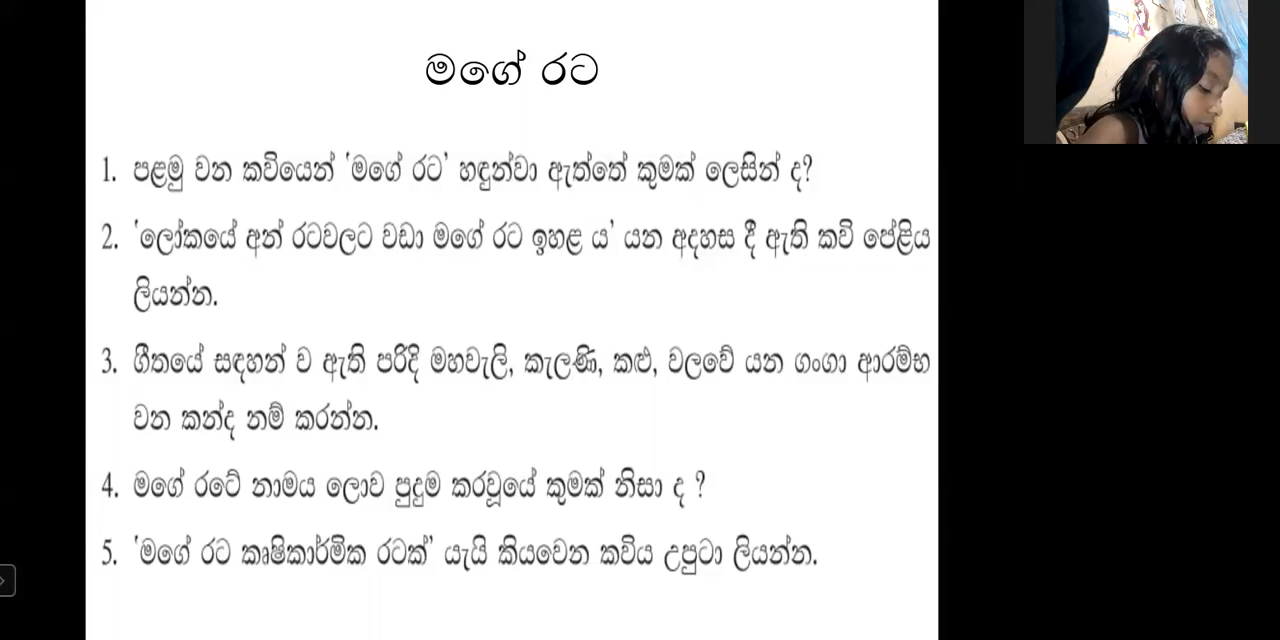 මගේ රට
1. පළමු වන කවියෙන් 'මගේ රට' හඳුන්වා ඇත්තේ කුමක් ලෙසින් ද?
2. 'ලෝකයේ අන් රටවලට වඩා මගේ රට ඉහළ ය' යන අදහස දී ඇති කවි පේළිය
ලියන්න.
3. ගීතයේ සඳහන් ව ඇති පරිදි මහවැලි, කැලණි, කළු, වලවේ යන ගංගා ආරම්භ
වන කන්ද නම් කරන්න.
4. මගේ රටේ නාමය ලොව පුදුම කරවූයේ කුමක් නිසා ද ?
5. 'මගේ රට කෘෂිකාර්මික රටක්' යැයි කියවෙන කවිය උපුටා ලියන්න.